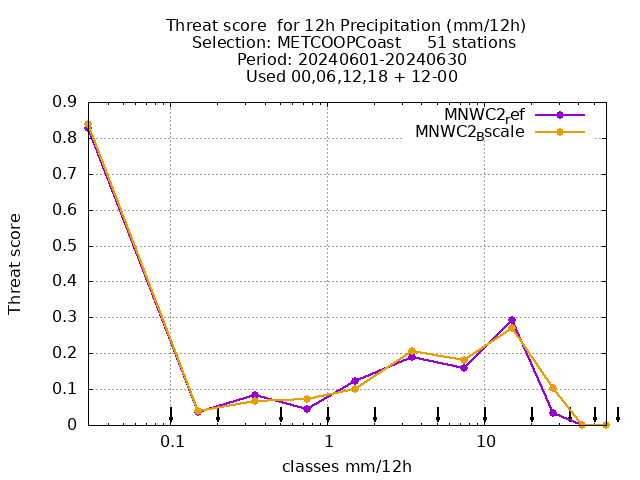 Threat score  for 12h Precipitation (mm/12h)
Selection: METCOOPCoast     51 stations
Period: 20240601-20240630
Used 00,06,12,18 + 12-00
MNWC2ref
MNWC2Bscale
0.9
0.8
0.7
0.6
0.5
0.4
0.3
0.2
0.1
0
Threat score
0.1 1 10
classes mm/12h